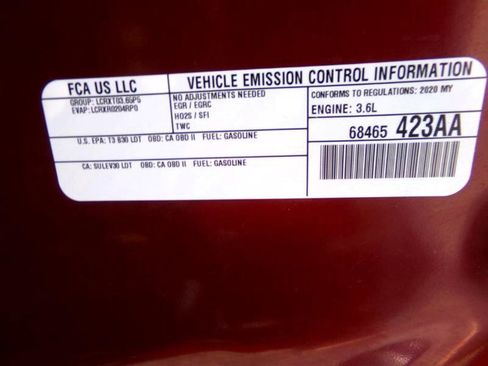 FCA US LLC
VEHICLE EMISSION CONTROL INFORMATION
GROUP: LCRXT03.65P5
EVAP: LCRXR0204RP0
NO ADJUSTMENTS NEEDED
EGR / EGRC
HO2S / SFI
TWC
CONFORMS TO REGULATIONS: 2020 MY
ENGINE: 3.6L
68465 423AA
U.S. EPA: T3 B30 LDT OBD: CA OBD II FUEL: GASOLINE
CA: SULEV30 LDT OBD: CA OBD II FUEL: GASOLINE